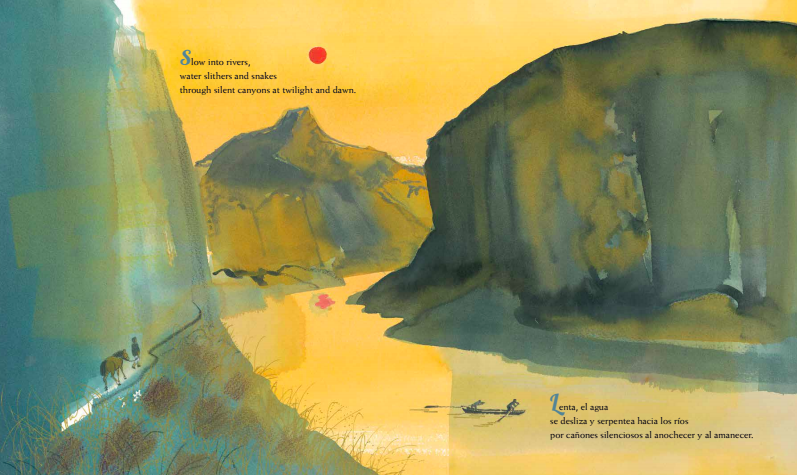 Slow into rivers,
water slithers and snakes
through silent canyons at twilight and dawn.
Lenta, el agua
se desliza y serpentea hacia los ríos
por cañones silenciosos al anochecer y al amanecer.